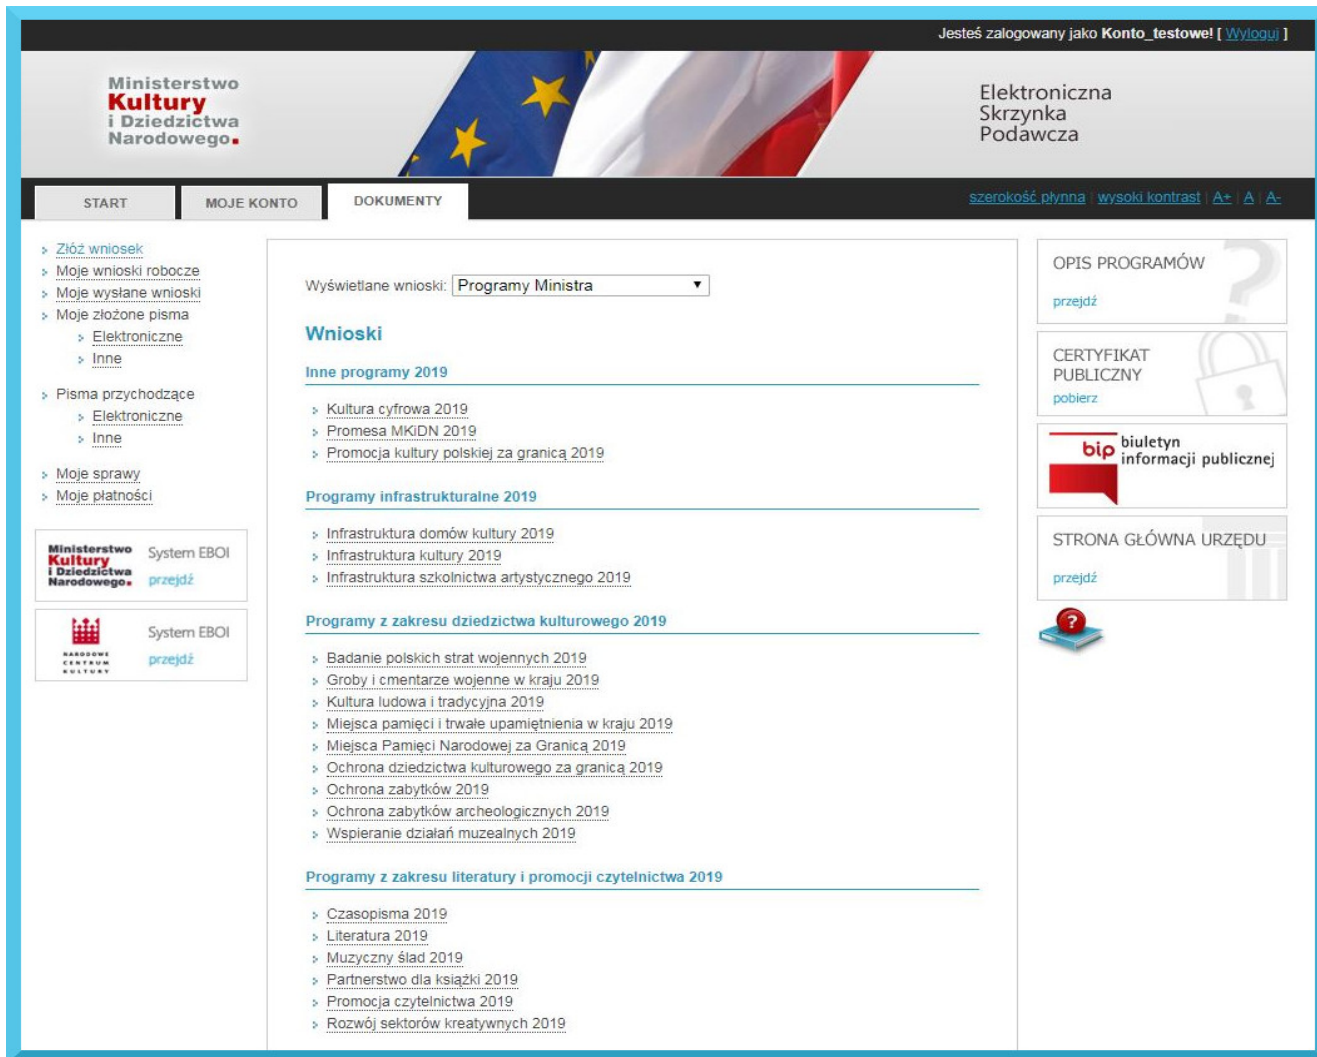 Jesteś zalogowany jako Konto_testowe! [ Wyloguj ]
Ministerstwo
Kultury
i Dziedzictwa
Narodowego.
Elektroniczna
Skrzynka
Podawcza
START
MOJE KONTO
DOKUMENTY
szerokość płynna | wysoki kontrast | A+ | A | A-
Złóż wniosek
Moje wnioski robocze
Moje wysłane wnioski
Moje złożone pisma
Elektroniczne
Inne
Pisma przychodzące
Elektroniczne
Inne
Moje sprawy
Moje płatności
Ministerstwo
Kultury
i Dziedzictwa
Narodowego.
System EBOI
przejdź
NARODOWE
CENTRUM
KULTURY
System EBOI
przejdź
Wyświetlane wnioski: Programy Ministra
Wnioski
Inne programy 2019
Kultura cyfrowa 2019
Promesa MKiDN 2019
Promocja kultury polskiej za granicą 2019
Programy infrastrukturalne 2019
Infrastruktura domów kultury 2019
Infrastruktura kultury 2019
Infrastruktura szkolnictwa artystycznego 2019
Programy z zakresu dziedzictwa kulturowego 2019
Badanie polskich strat wojennych 2019
Groby i cmentarze wojenne w kraju 2019
Kultura ludowa i tradycyjna 2019
Miejsca pamięci i trwałe upamiętnienia w kraju 2019
Miejsca Pamięci Narodowej za Granicą 2019
Ochrona dziedzictwa kulturowego za granicą 2019
Ochrona zabytków 2019
Ochrona zabytków archeologicznych 2019
Wspieranie działań muzealnych 2019
Programy z zakresu literatury i promocji czytelnictwa 2019
Czasopisma 2019
Literatura 2019
Muzyczny ślad 2019
Partnerstwo dla książki 2019
Promocja czytelnictwa 2019
Rozwój sektorów kreatywnych 2019
OPIS PROGRAMÓW
?
przejdź
CERTYFIKAT
PUBLICZNY
pobierz
bip biuletyn
informacji publicznej
STRONA GŁÓWNA URZĘDU
przejdź
?